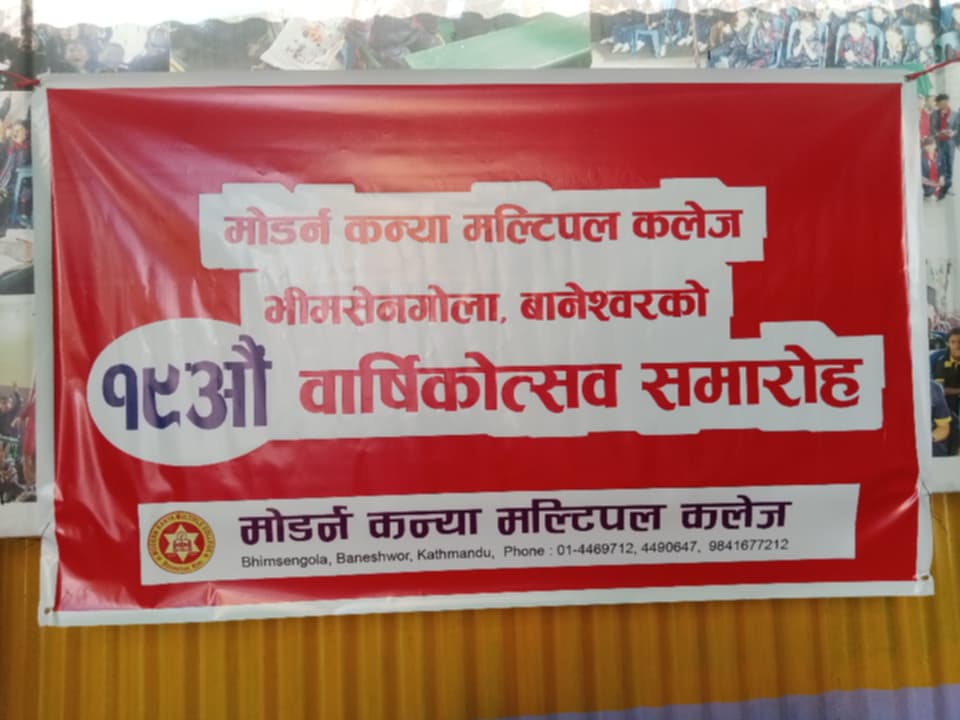 मोडर्न कन्या मल्टिपल कलेज
भीमसेनगोला, बानेश्वरको
१९औं वार्षिकोत्सव समारोह
मोडर्न कन्या मल्टिपल कलेज
Bhimsengola, Baneshwor, Kathmandu, Phone : 01-4469712, 4490647, 9841677212